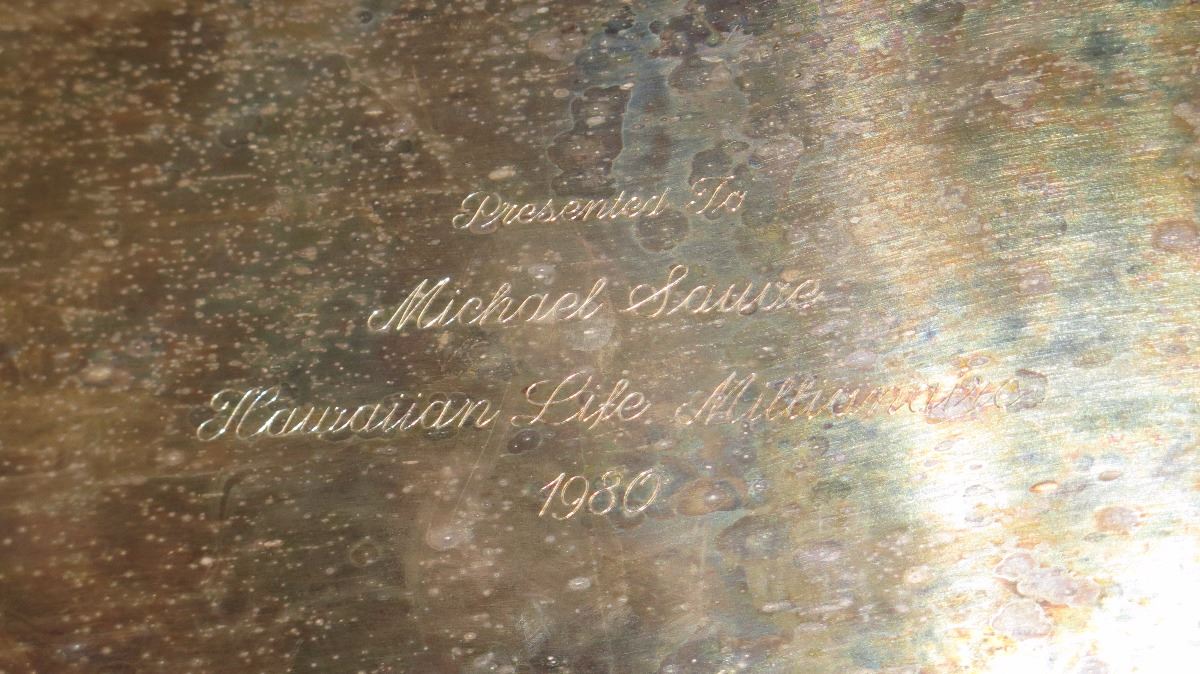 Presented To
Michael Sauve
Hawaiian Life Millionaire
1980